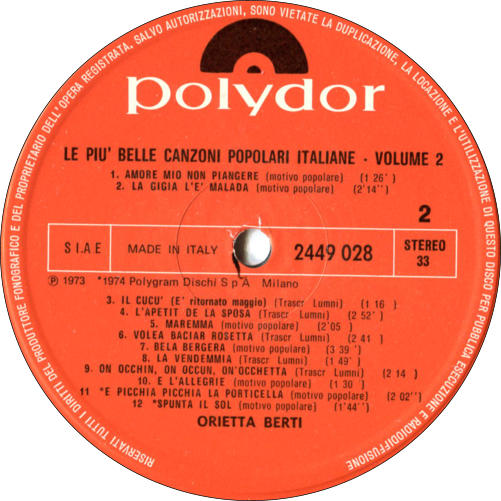 SALVO AUTORIZZAZIONI, SONO VIETATE LA DUPLICAZIONE, LA LOCAZIONE E L'UTILIZZAZIONE DI QUESTO DISCO PER PUBBLICA ESECUZIONE E RADIODIFFUSIONE
RISERVATI TUTTI I DIRITTI DEL PRODUTTORE FONOGRAFICO E DEL PROPRIETARIO DELL'OPERA REGISTRATA.
polydor
LE PIU' BELLE CANZONI POPOLARI ITALIANE - VOLUME 2
1. AMORE MIO NON PIANGERE (motivo popolare) (1 26' )
2. LA GIGIA L'E' MALADA (motivo popolare) (2'14'')
2
S.I.A.E
MADE IN ITALY
2449 028
STEREO
33
Ⓟ 1973 *1974 Polygram Dischi S p A Milano
3. IL CUCU' (E' ritornato maggio) (Trascr Lumni) (1 16 )
4. L'APETIT DE LA SPOSA (Trascr Lumni) (2 52' )
5. MAREMMA (motivo popolare) (2'05 )
6. VOLEA BACIAR ROSETTA (Trascr Lumni) (2 41 )
7. BELA BERGERA (motivo popolare) (3 39 ')
8. LA VENDEMMIA (Trascr Lumni) (1 49' )
9. ON OCCHIN, ON OCCUN, ON'OCCHETTA (Trascr Lumni) (2 14 )
10. E L'ALLEGRIE (motivo popolare) (1 30 )
11 *E PICCHIA PICCHIA LA PORTICELLA (motivo popolare) (2 02'')
12 *SPUNTA IL SOL (motivo popolare) (1'44'')
ORIETTA BERTI